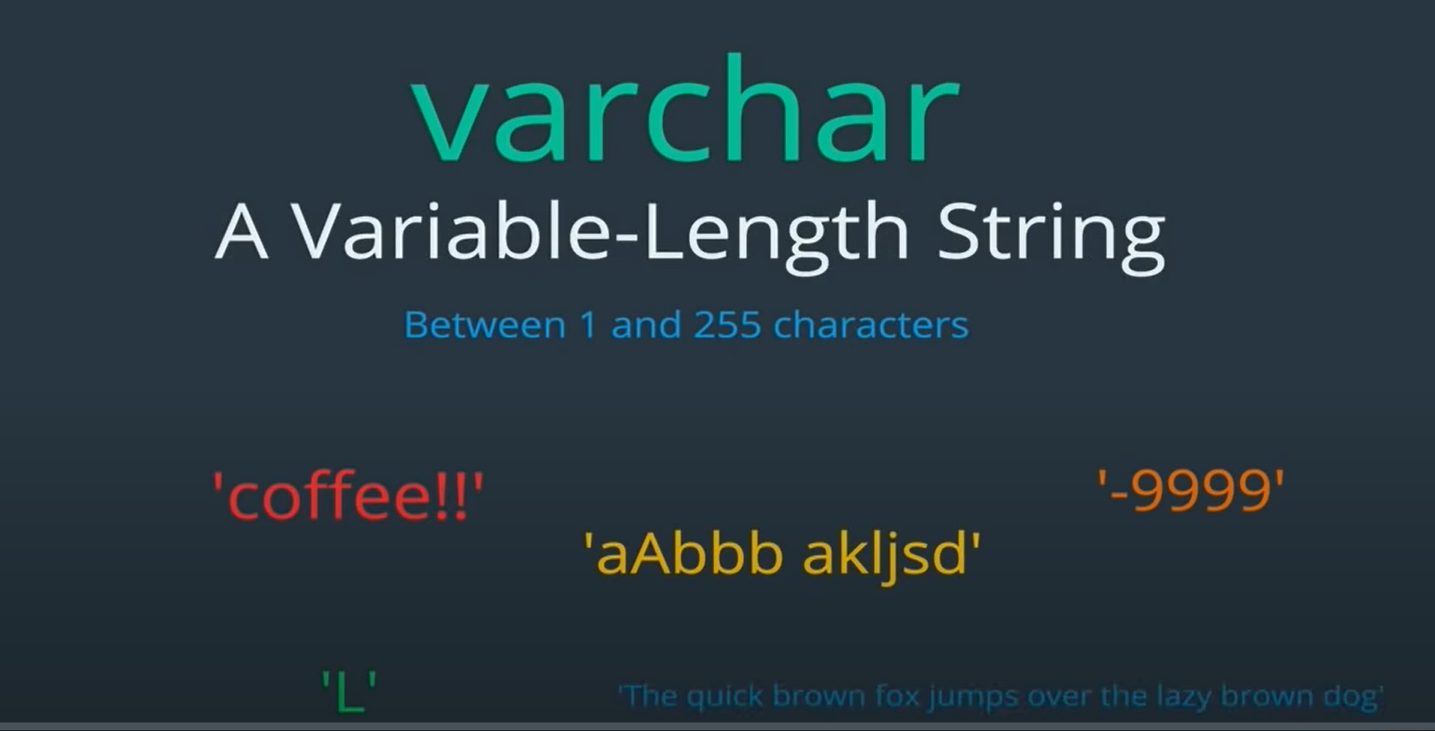 varchar
A Variable-Length String
Between 1 and 255 characters
'coffee!!'
'-9999'
'aAbbb akljsd'
'L'
'The quick brown fox jumps over the lazy brown dog'